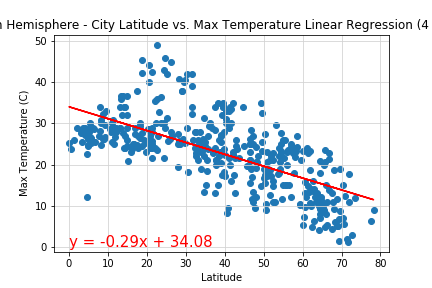 Hemisphere - City Latitude vs. Max Temperature Linear Regression (4
50
40
30
20
10
0
Max Temperature (C)
y = -0.29x + 34.08
0 10 20 30 40 50 60 70 80
Latitude